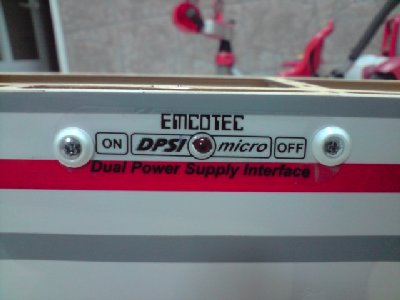 EMCOTEC
ON DPSI micro OFF
Dual Power Supply Interface